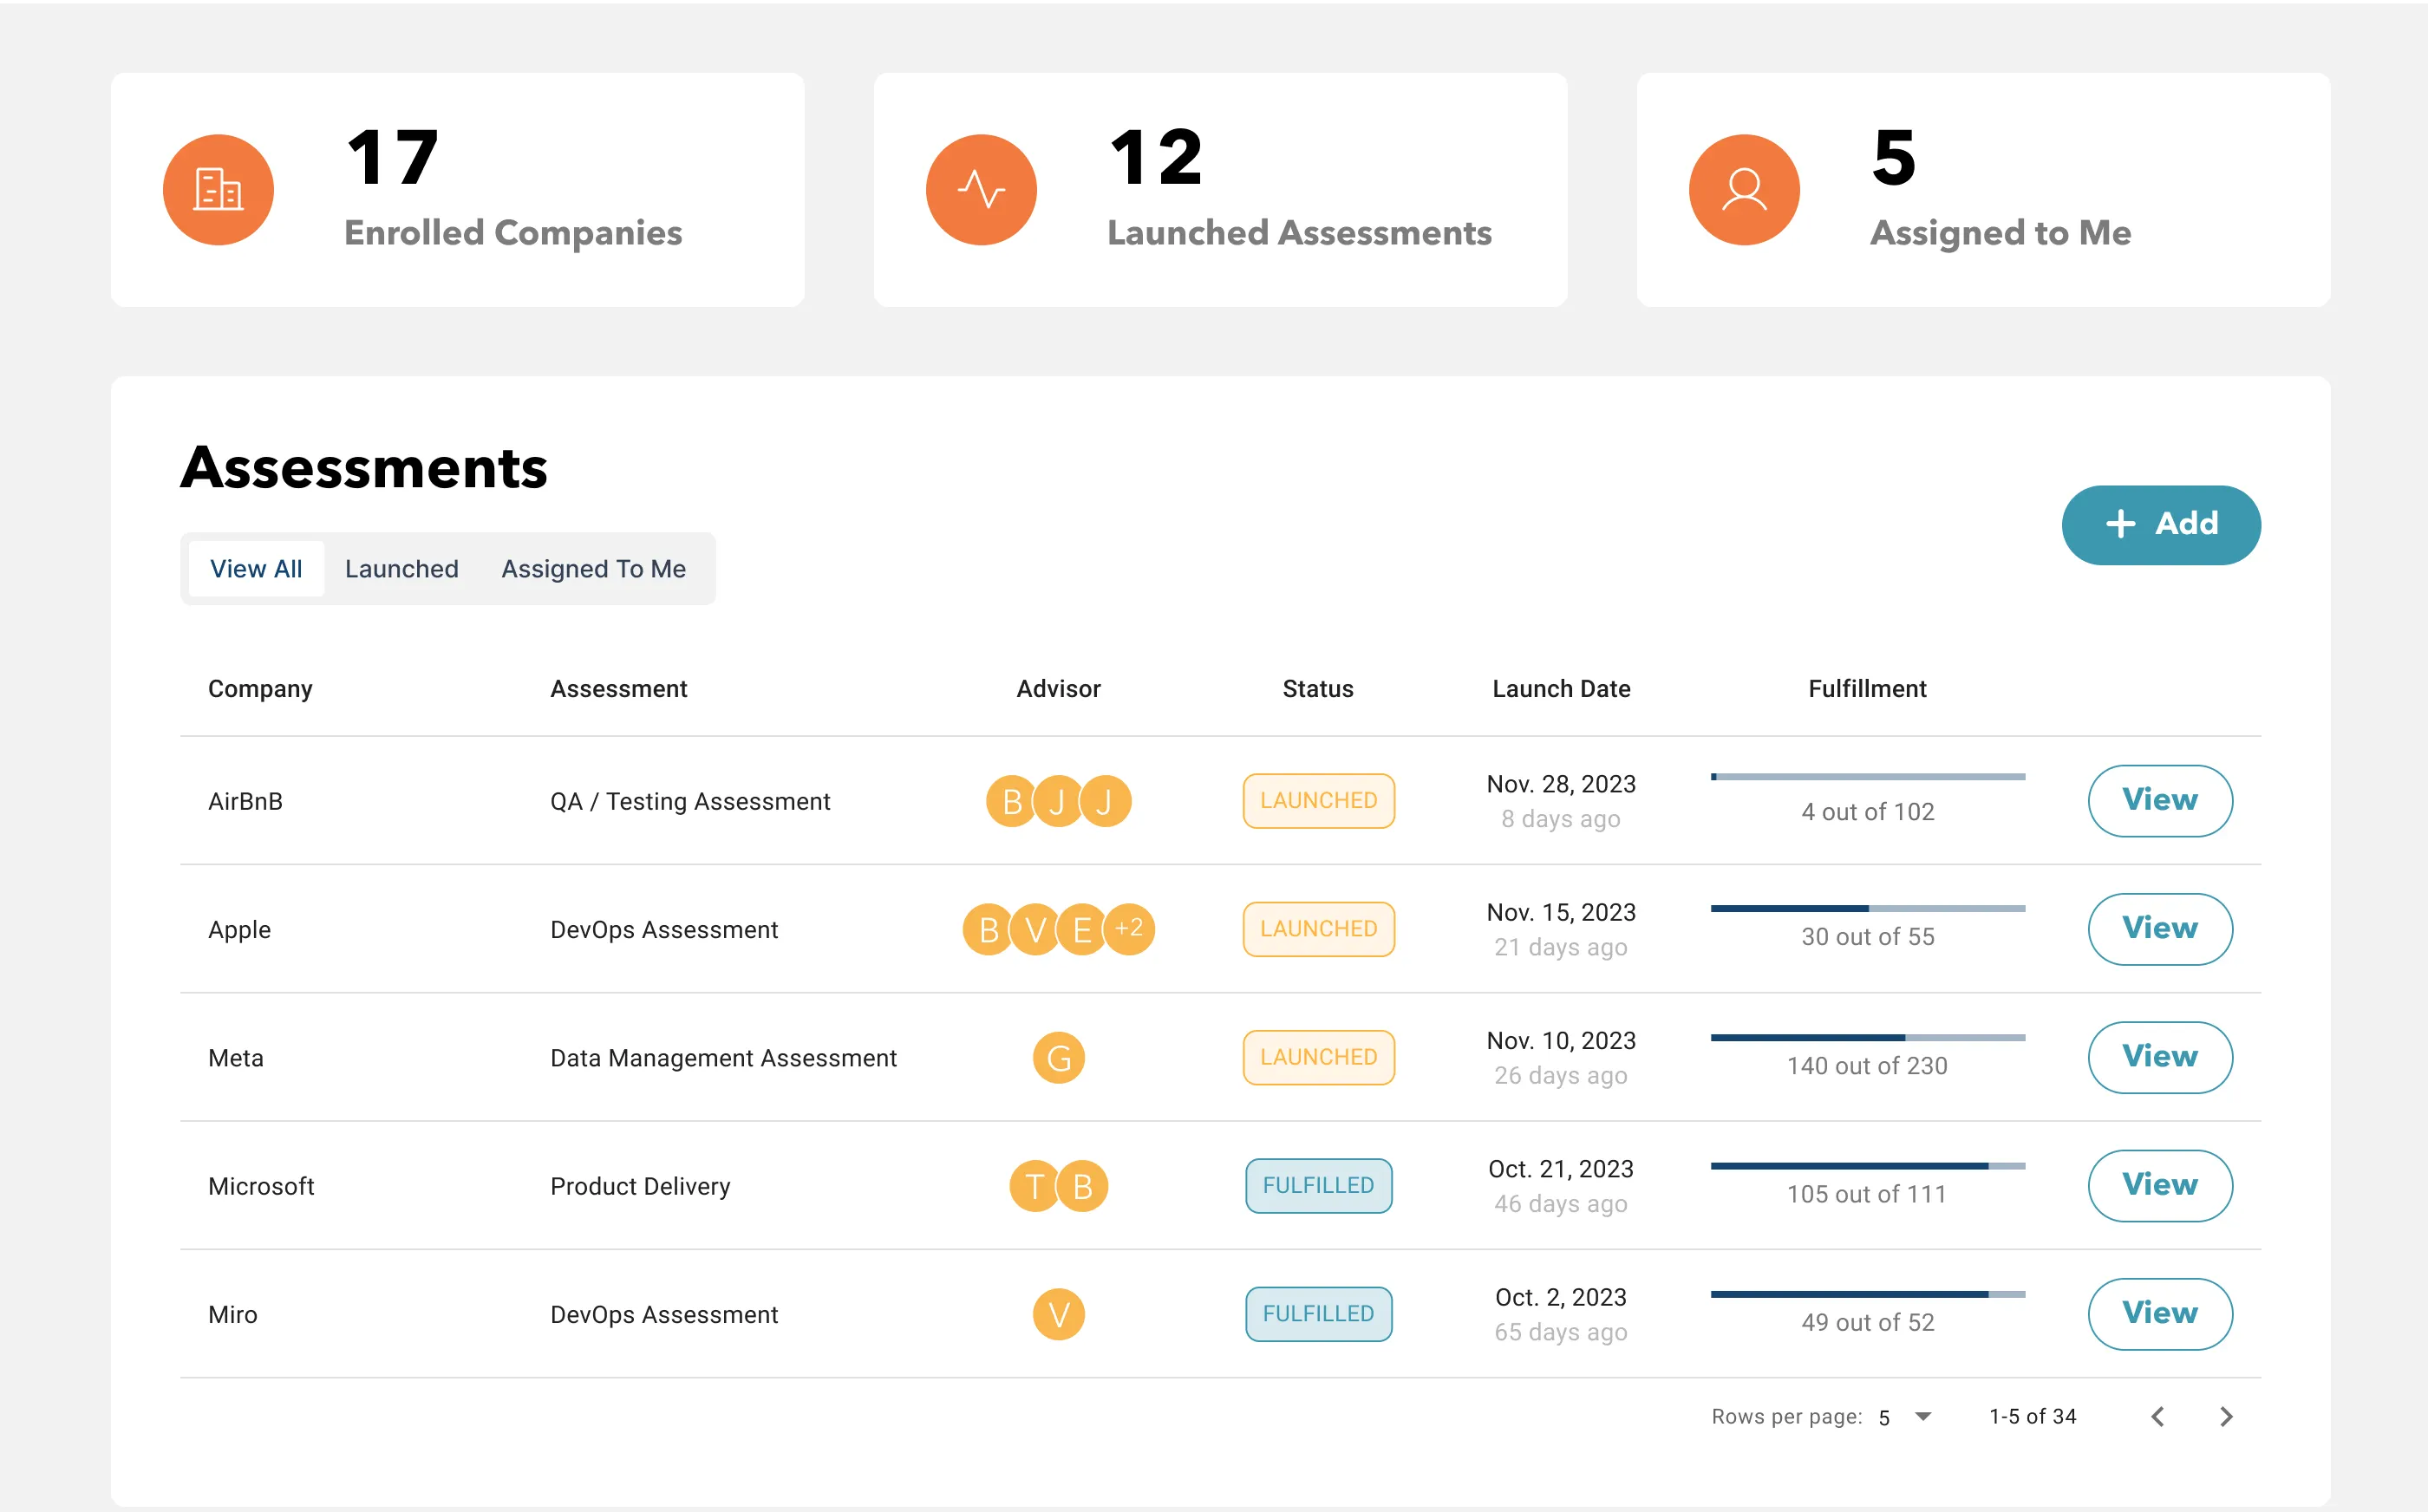 17
Enrolled Companies
12
Launched Assessments
5
Assigned to Me
Assessments
+ Add
View All Launched Assigned To Me
Company Assessment Advisor Status Launch Date Fulfillment
AirBnB QA / Testing Assessment B J J LAUNCHED Nov. 28, 2023 8 days ago 4 out of 102 View
Apple DevOps Assessment B V E +2 LAUNCHED Nov. 15, 2023 21 days ago 30 out of 55 View
Meta Data Management Assessment G LAUNCHED Nov. 10, 2023 26 days ago 140 out of 230 View
Microsoft Product Delivery T B FULFILLED Oct. 21, 2023 46 days ago 105 out of 111 View
Miro DevOps Assessment V FULFILLED Oct. 2, 2023 65 days ago 49 out of 52 View
Rows per page: 5 1-5 of 34